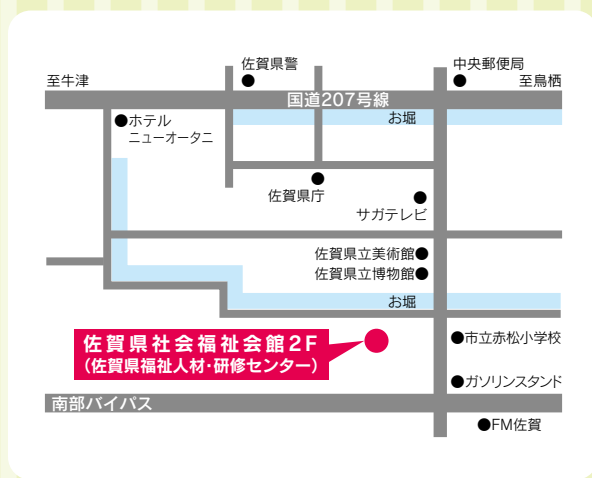 佐賀県警
中央郵便局
至牛津
至鳥栖
国道207号線
お堀
ホテル
ニューオータニ
佐賀県庁
サガテレビ
佐賀県立美術館
佐賀県立博物館
お堀
佐賀県社会福祉会館2F
(佐賀県福祉人材・研修センター)
市立赤松小学校
ガソリンスタンド
南部バイパス
FM佐賀